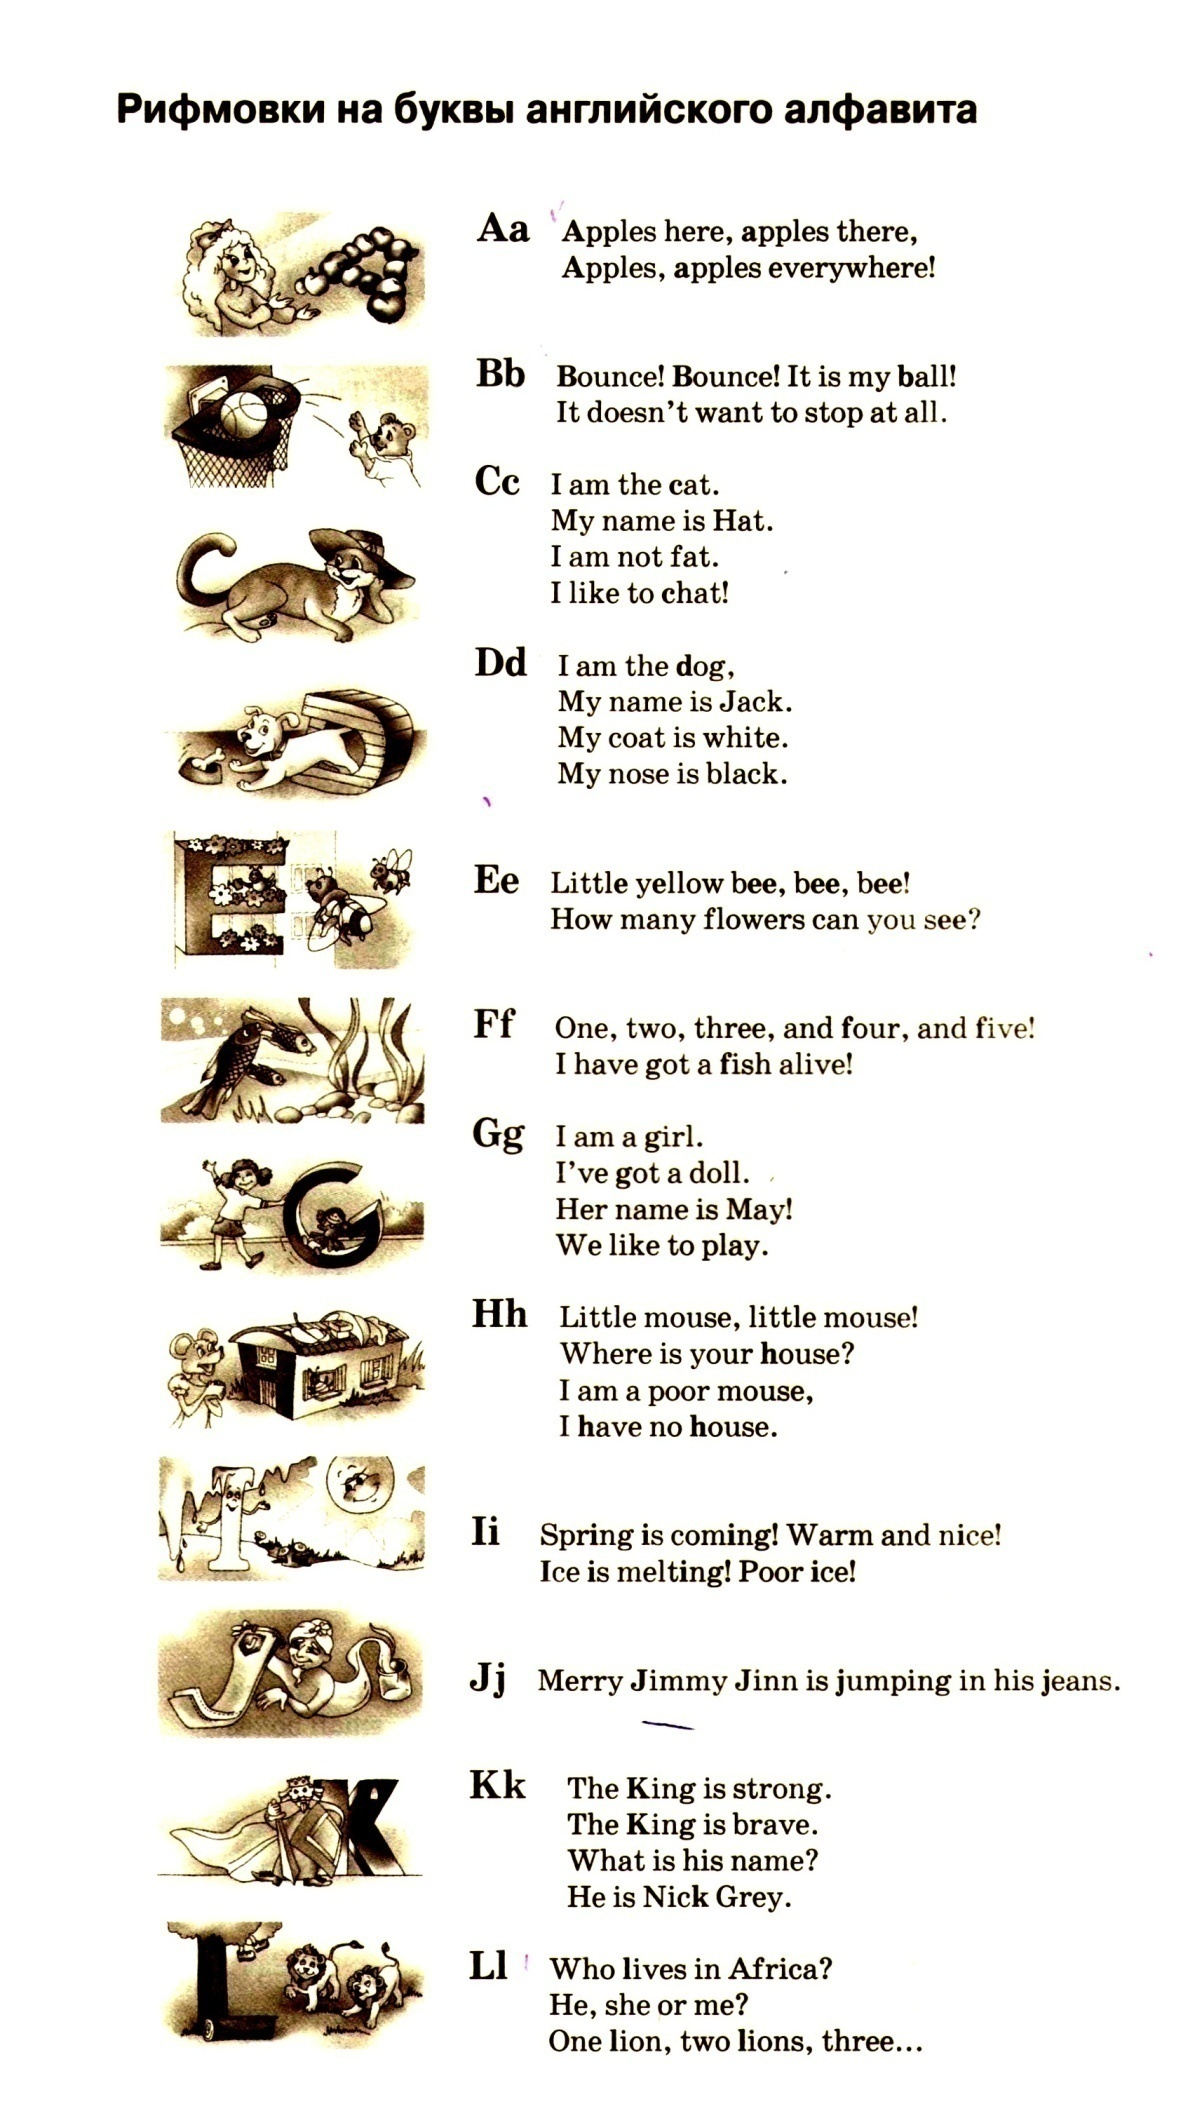 Рифмовки на буквы английского алфавита
Aa Apples here, apples there,
Apples, apples everywhere!
Bb Bounce! Bounce! It is my ball!
It doesn't want to stop at all.
Cc I am the cat.
My name is Hat.
I am not fat.
I like to chat!
Dd I am the dog,
My name is Jack.
My coat is white.
My nose is black.
Ee Little yellow bee, bee, bee!
How many flowers can you see?
Ff One, two, three, and four, and five!
I have got a fish alive!
Gg I am a girl.
I've got a doll.
Her name is May!
We like to play.
Hh Little mouse, little mouse!
Where is your house?
I am a poor mouse,
I have no house.
Ii Spring is coming! Warm and nice!
Ice is melting! Poor ice!
Jj Merry Jimmy Jinn is jumping in his jeans.
Kk The King is strong.
The King is brave.
What is his name?
He is Nick Grey.
Ll Who lives in Africa?
He, she or me?
One lion, two lions, three...